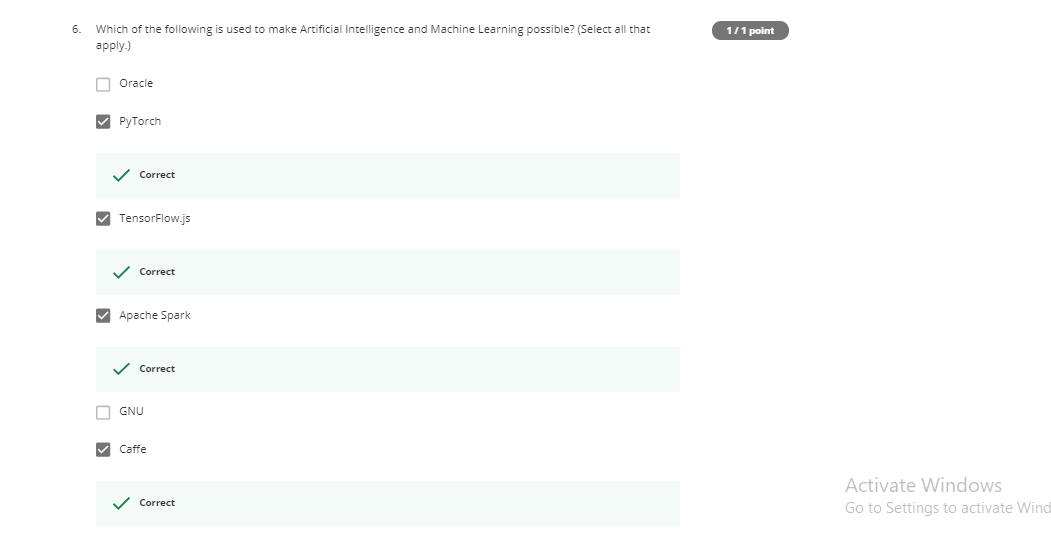 6. Which of the following is used to make Artificial Intelligence and Machine Learning possible? (Select all that
apply.)
1 / 1 point
Oracle
PyTorch
Correct
TensorFlow.js
Correct
Apache Spark
Correct
GNU
Caffe
Correct
Activate Windows
Go to Settings to activate Wind